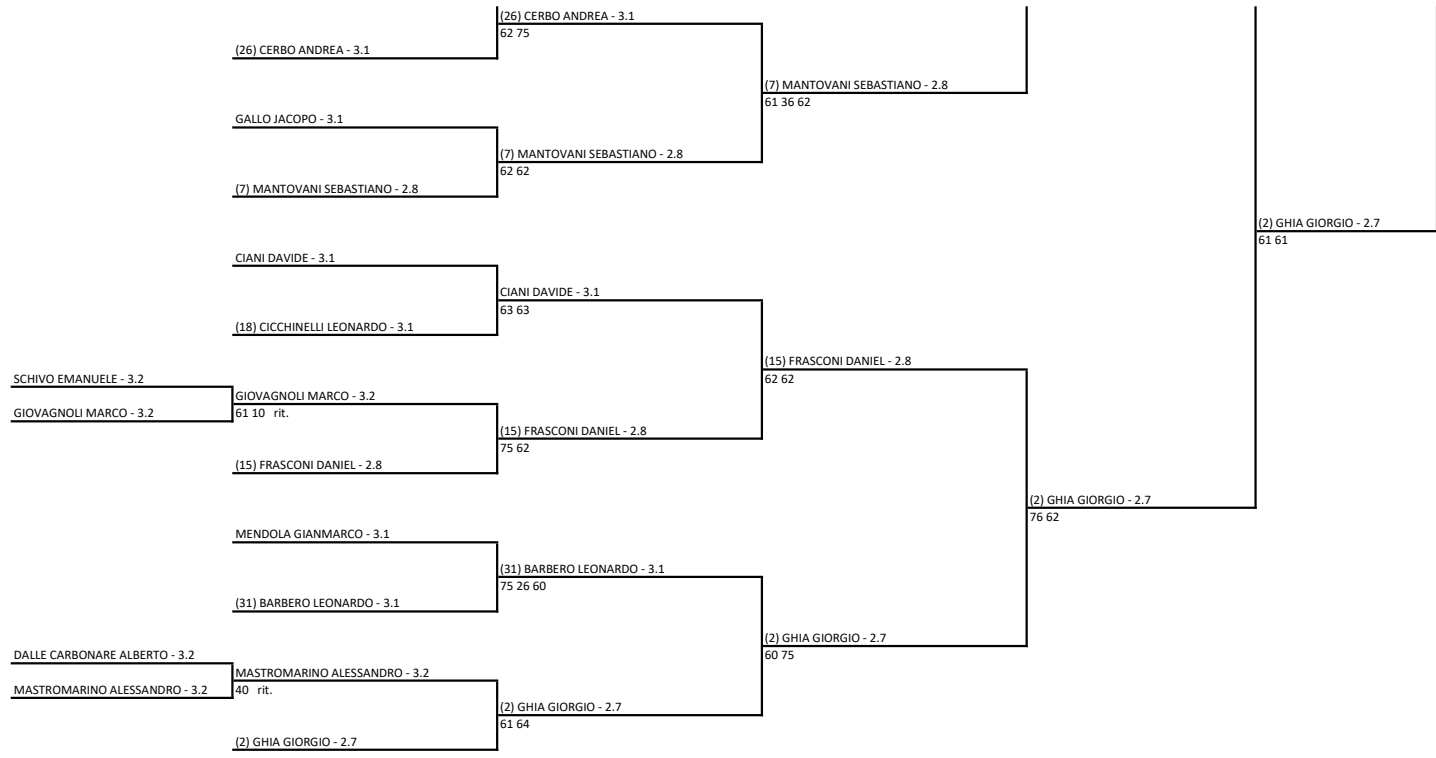 (26) CERBO ANDREA - 3.1
62 75
(26) CERBO ANDREA - 3.1
(7) MANTOVANI SEBASTIANO - 2.8
61 36 62
GALLO JACOPO - 3.1
(7) MANTOVANI SEBASTIANO - 2.8
62 62
(7) MANTOVANI SEBASTIANO - 2.8
(2) GHIA GIORGIO - 2.7
61 61
CIANI DAVIDE - 3.1
CIANI DAVIDE - 3.1
63 63
(18) CICCHINELLI LEONARDO - 3.1
(15) FRASCONI DANIEL - 2.8
62 62
SCHIVO EMANUELE - 3.2
GIOVAGNOLI MARCO - 3.2
GIOVAGNOLI MARCO - 3.2
61 10 rit.
(15) FRASCONI DANIEL - 2.8
75 62
(15) FRASCONI DANIEL - 2.8
(2) GHIA GIORGIO - 2.7
76 62
MENDOLA GIANMARCO - 3.1
(31) BARBERO LEONARDO - 3.1
75 26 60
(31) BARBERO LEONARDO - 3.1
(2) GHIA GIORGIO - 2.7
60 75
DALLE CARBONARE ALBERTO - 3.2
MASTROMARINO ALESSANDRO - 3.2
MASTROMARINO ALESSANDRO - 3.2
40 rit.
(2) GHIA GIORGIO - 2.7
61 64
(2) GHIA GIORGIO - 2.7